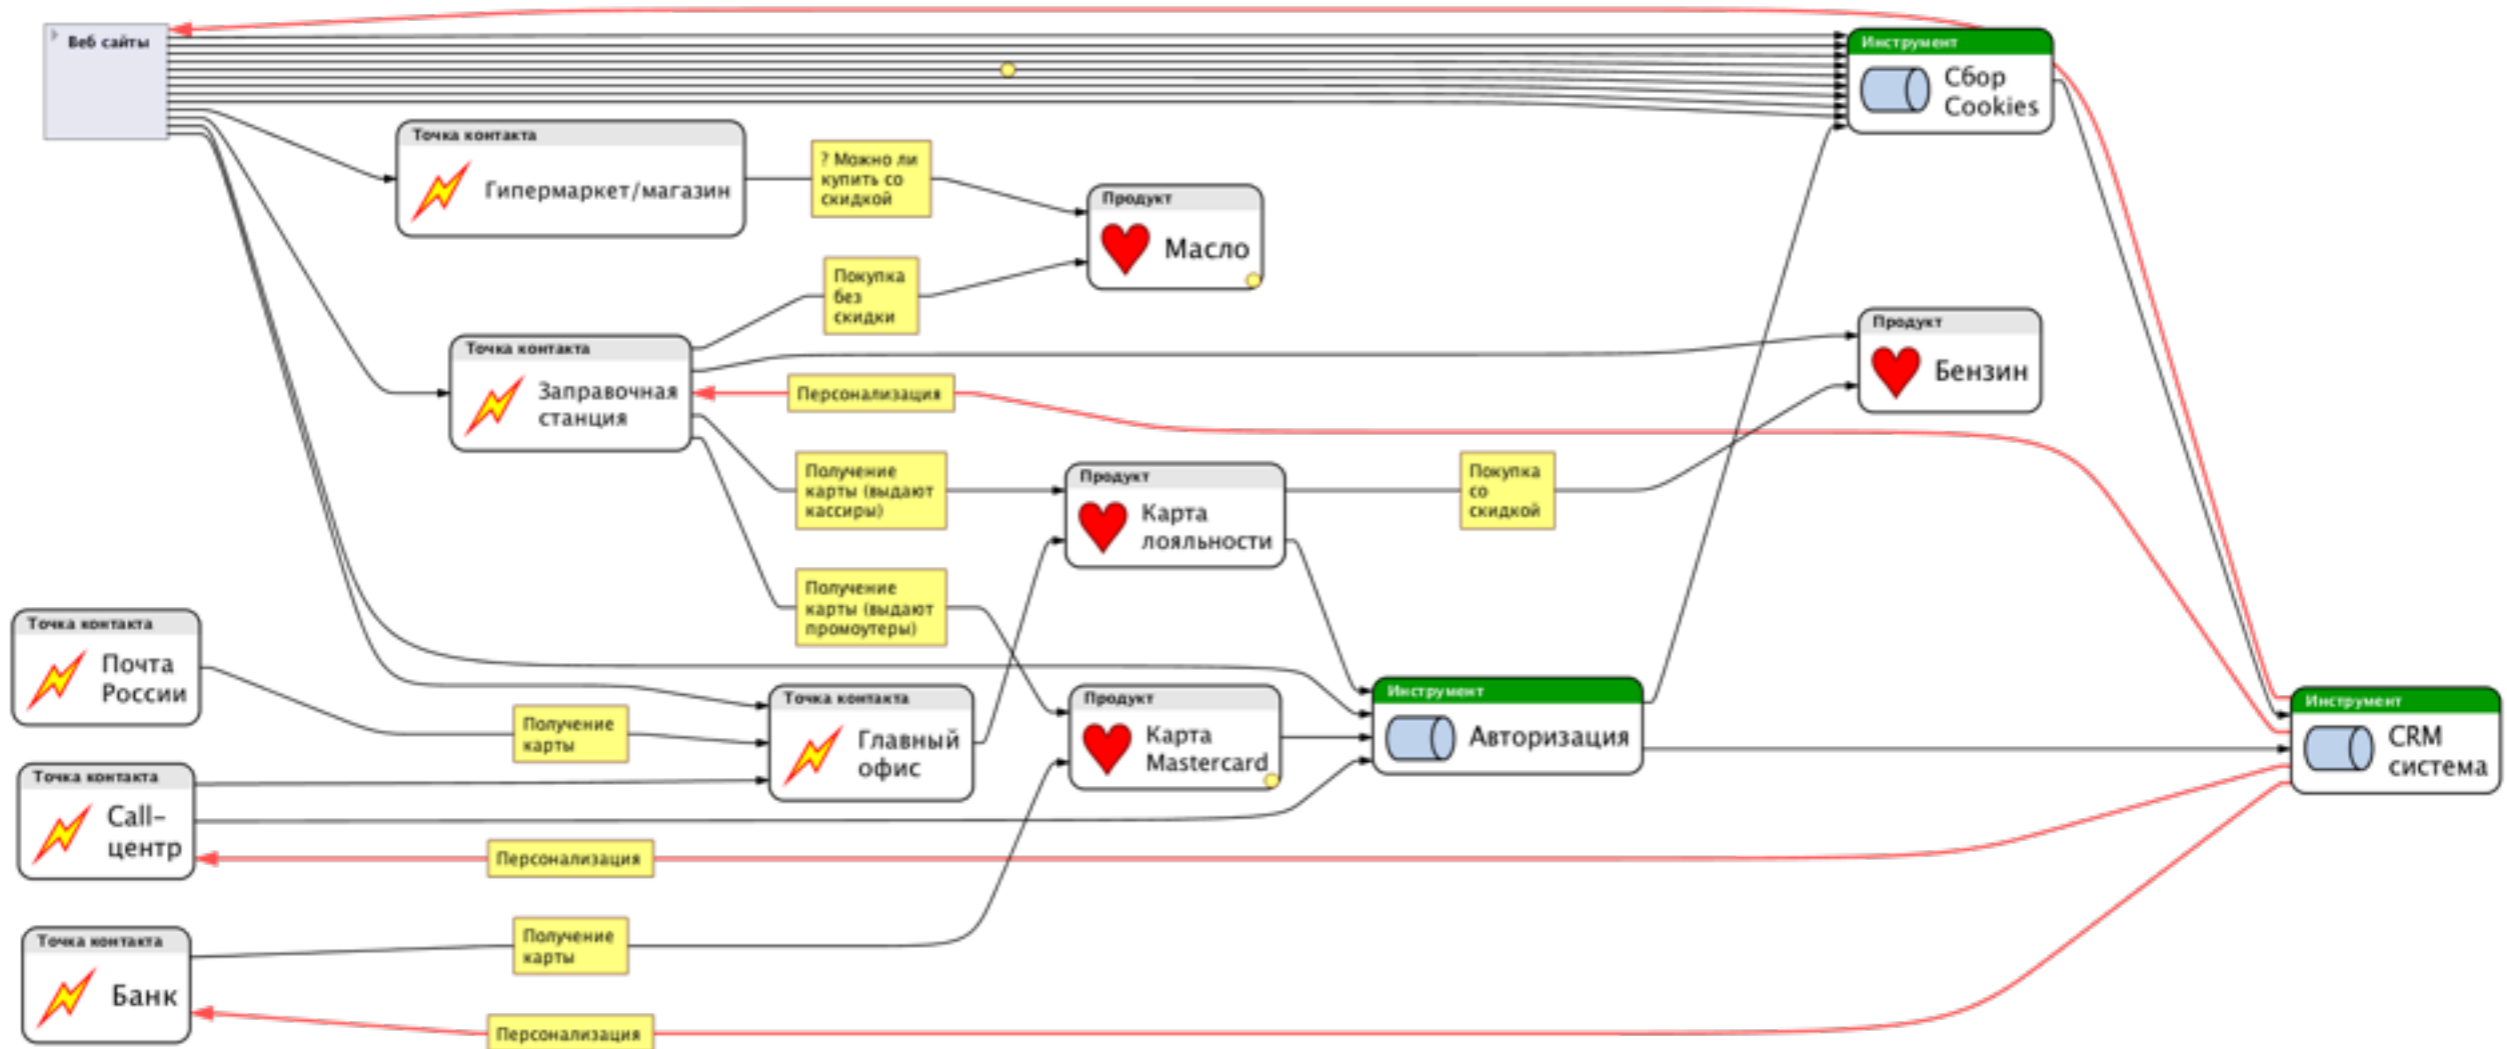 Веб сайты
Инструмент
Сбор
Cookies
Точка контакта
Гипермаркет/магазин
? Можно ли
купить со
скидкой
Продукт
Масло
Покупка
без
скидки
Точка контакта
Заправочная
станция
Продукт
Бензин
Персонализация
Получение
карты (выдают
кассиры)
Продукт
Карта
лояльности
Покупка
со
скидкой
Получение
карты (выдают
промоутеры)
Точка контакта
Почта
России
Получение
карты
Точка контакта
Главный
офис
Продукт
Карта
Mastercard
Инструмент
Авторизация
Инструмент
CRM
система
Точка контакта
Call-
центр
Персонализация
Точка контакта
Банк
Получение
карты
Персонализация